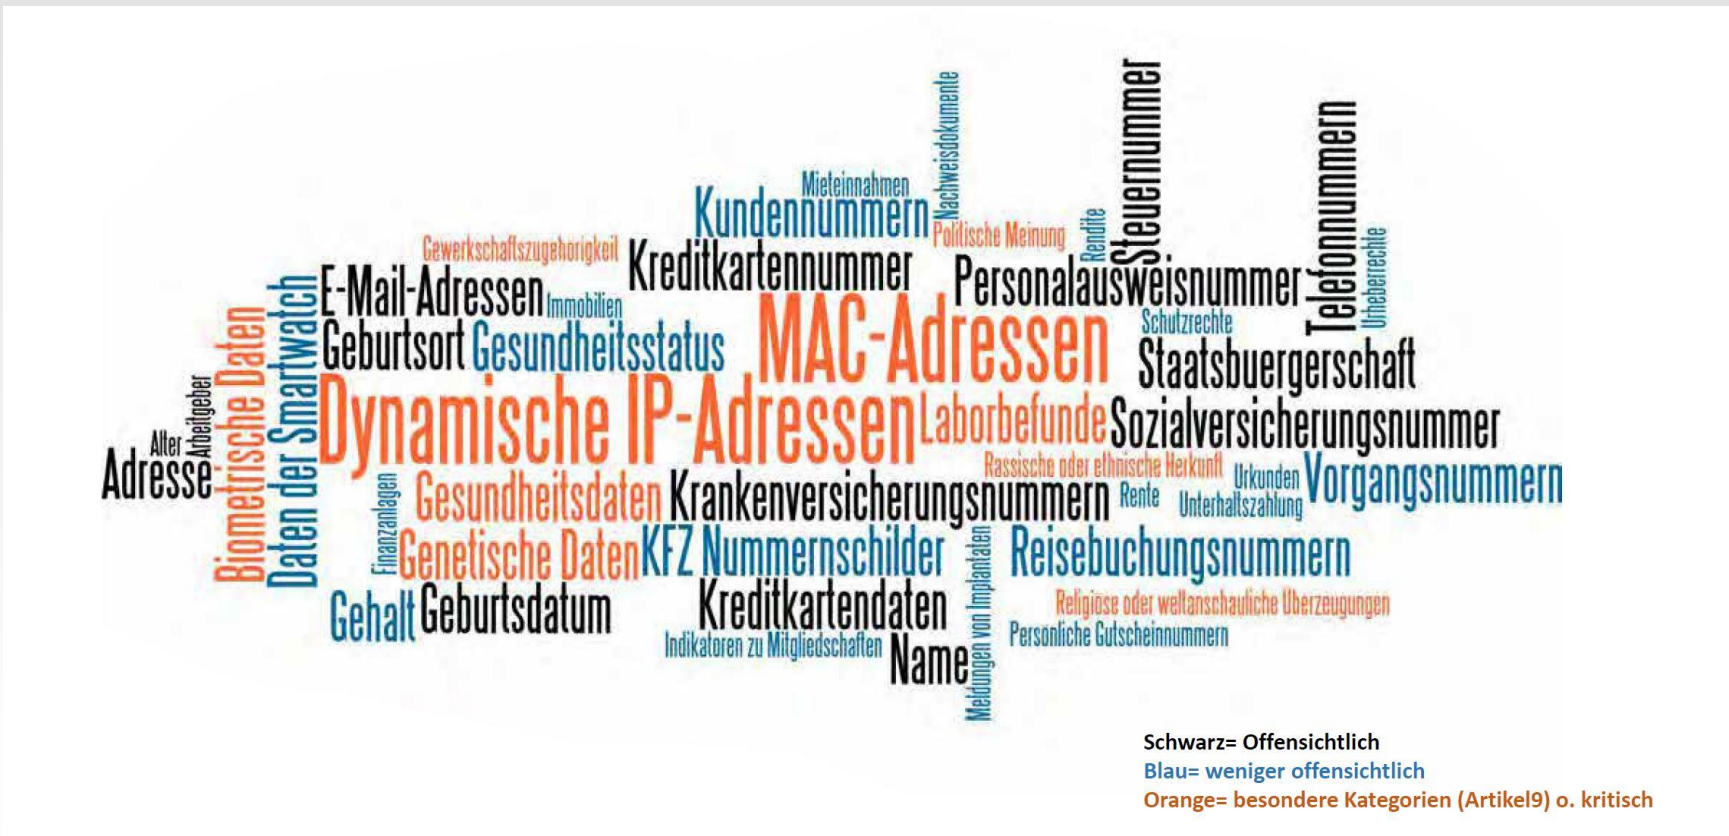 Nachweisdokumente
Steuernummer
Telefonnummern
Mieteinnahmen
Kundennummern
Politische Meinung
Rendite
Urheberrechte
Gewerkschaftszugehörigkeit
Kreditkartennummer
Personalausweisnummer
E-Mail-Adressen
Immobilien
Schutzrechte
MAC-Adressen
Geburtsort
Gesundheitsstatus
Staatsbuergerschaft
Biometrische Daten
Daten der Smartwatch
Arbeitgeber
Alter
Adresse
Dynamische IP-Adressen
Laborbefunde
Sozialversicherungsnummer
Rassische oder ethnische Herkunft
Urkunden
Vorgangsnummern
Finanzanlagen
Gesundheitsdaten
Krankenversicherungsnummern
Rente
Unterhaltszahlung
Genetische Daten
KFZ Nummernschilder
Meldungen von Implantaten
Reisebuchungsnummern
Gehalt
Geburtsdatum
Kreditkartendaten
Religiöse oder weltanschauliche Überzeugungen
Indikatoren zu Mitgliedschaften
Name
Persönliche Gutscheinnummern
Schwarz= Offensichtlich
Blau= weniger offensichtlich
Orange= besondere Kategorien (Artikel9) o. kritisch